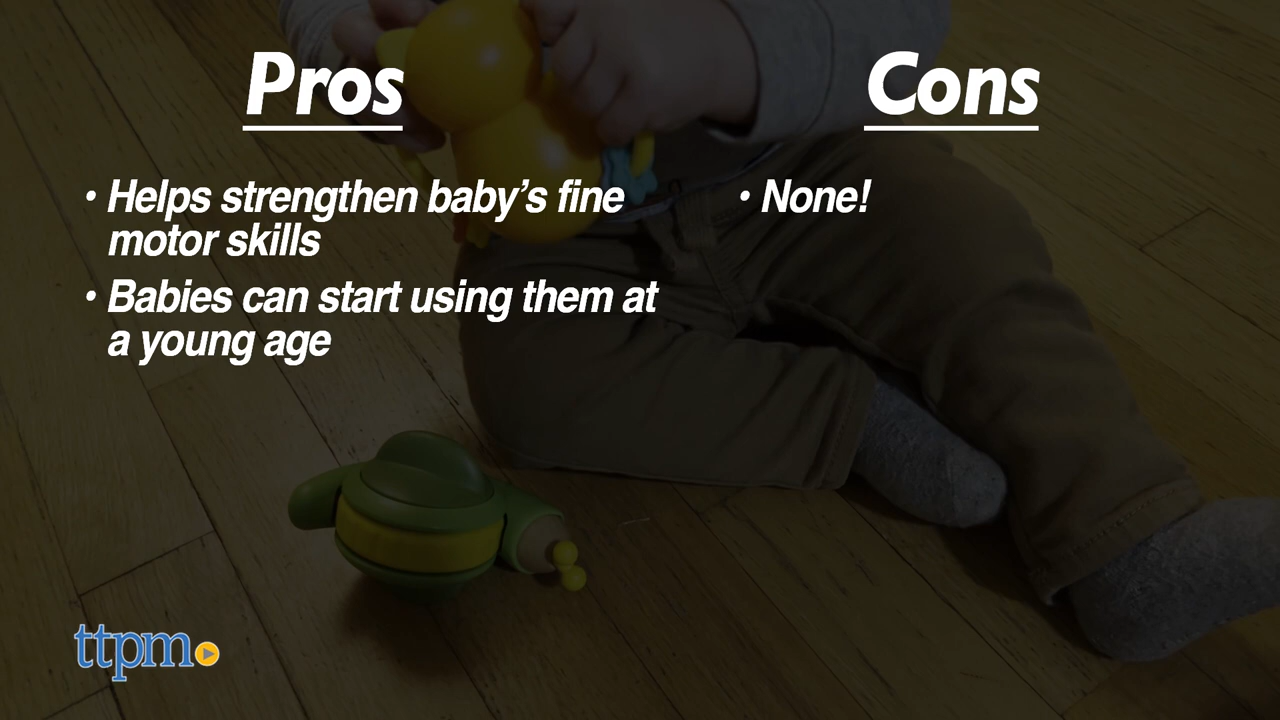 Pros
• Helps strengthen baby’s fine
motor skills
• Babies can start using them at
a young age
Cons
• None!
ttpm